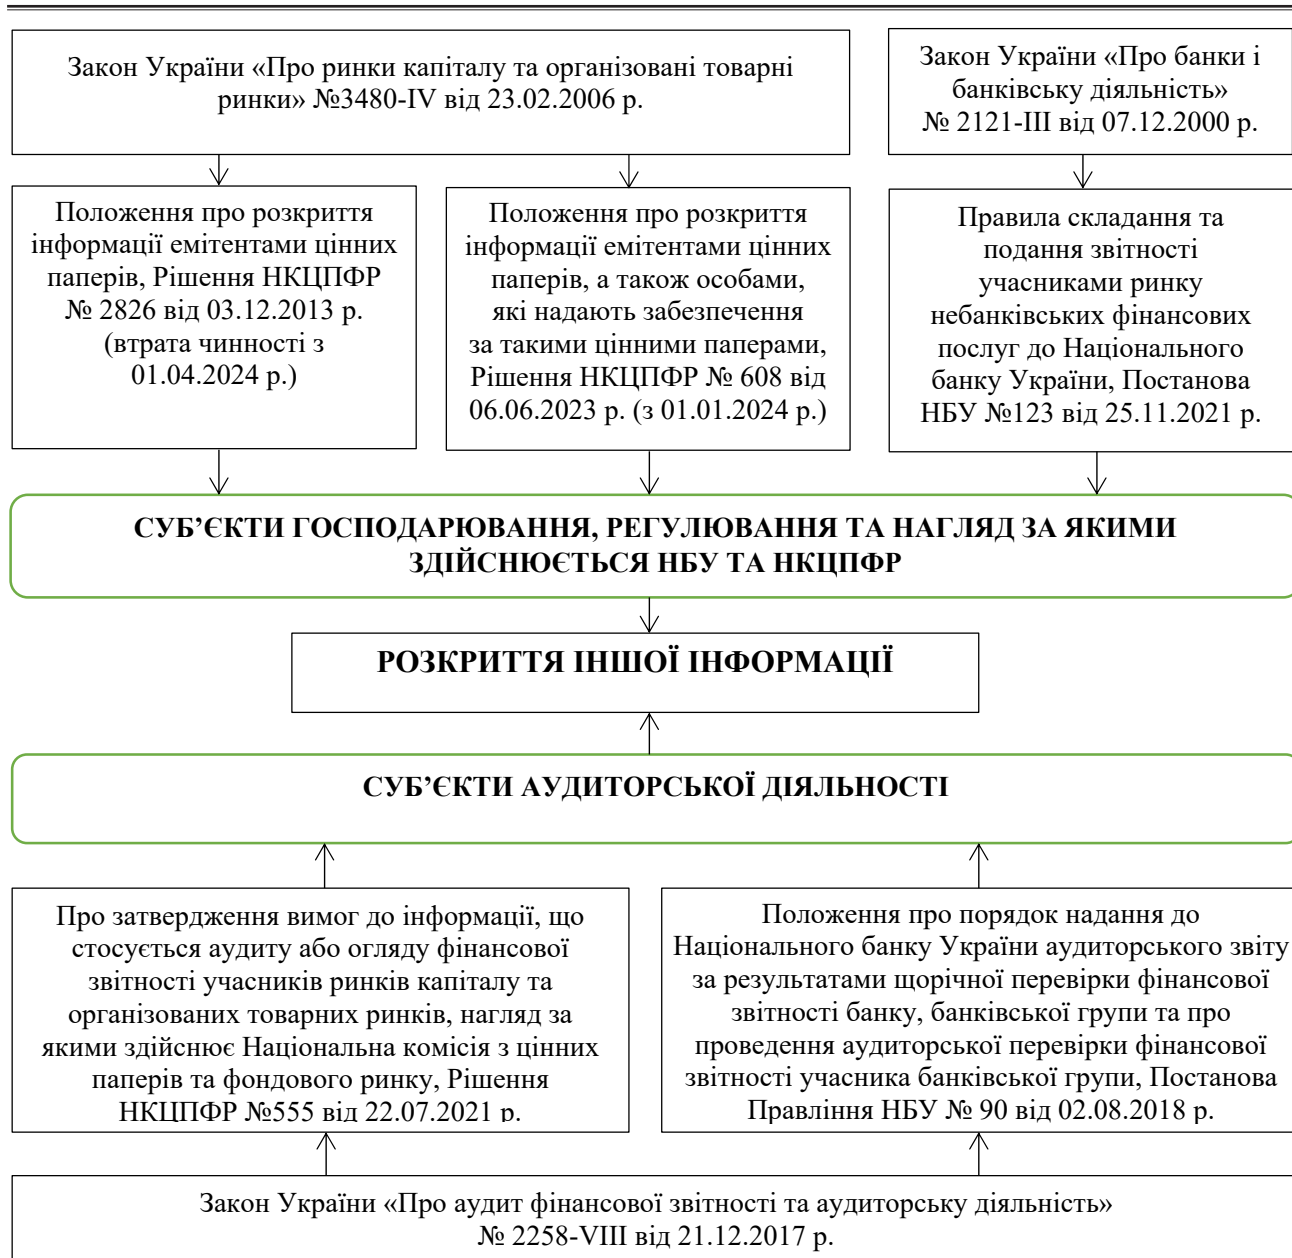 Закон України «Про ринки капіталу та організовані товарні
ринки» №3480-IV від 23.02.2006 р.
Закон України «Про банки і
банківську діяльність»
№ 2121-III від 07.12.2000 р.
Положення про розкриття
інформації емітентами цінних
паперів, Рішення НКЦПФР
№ 2826 від 03.12.2013 р.
(втрата чинності з
01.04.2024 р.)
Положення про розкриття
інформації емітентами цінних
паперів, а також особами,
які надають забезпечення
за такими цінними паперами,
Рішення НКЦПФР № 608 від
06.06.2023 р. (з 01.01.2024 р.)
Правила складання та
подання звітності
учасниками ринку
небанківських фінансових
послуг до Національного
банку України, Постанова
НБУ №123 від 25.11.2021 р.
СУБ’ЄКТИ ГОСПОДАРЮВАННЯ, РЕГУЛЮВАННЯ ТА НАГЛЯД ЗА ЯКИМИ
ЗДІЙСНЮЄТЬСЯ НБУ ТА НКЦПФР
РОЗКРИТТЯ ІНШОЇ ІНФОРМАЦІЇ
СУБ’ЄКТИ АУДИТОРСЬКОЇ ДІЯЛЬНОСТІ
Про затвердження вимог до інформації, що
стосується аудиту або огляду фінансової
звітності учасників ринків капіталу та
організованих товарних ринків, нагляд за
якими здійснює Національна комісія з цінних
паперів та фондового ринку, Рішення
НКЦПФР №555 від 22.07.2021 р.
Положення про порядок надання до
Національного банку України аудиторського звіту
за результатами щорічної перевірки фінансової
звітності банку, банківської групи та про
проведення аудиторської перевірки фінансової
звітності учасника банківської групи, Постанова
Правління НБУ № 90 від 02.08.2018 р.
Закон України «Про аудит фінансової звітності та аудиторську діяльність»
№ 2258-VIII від 21.12.2017 р.